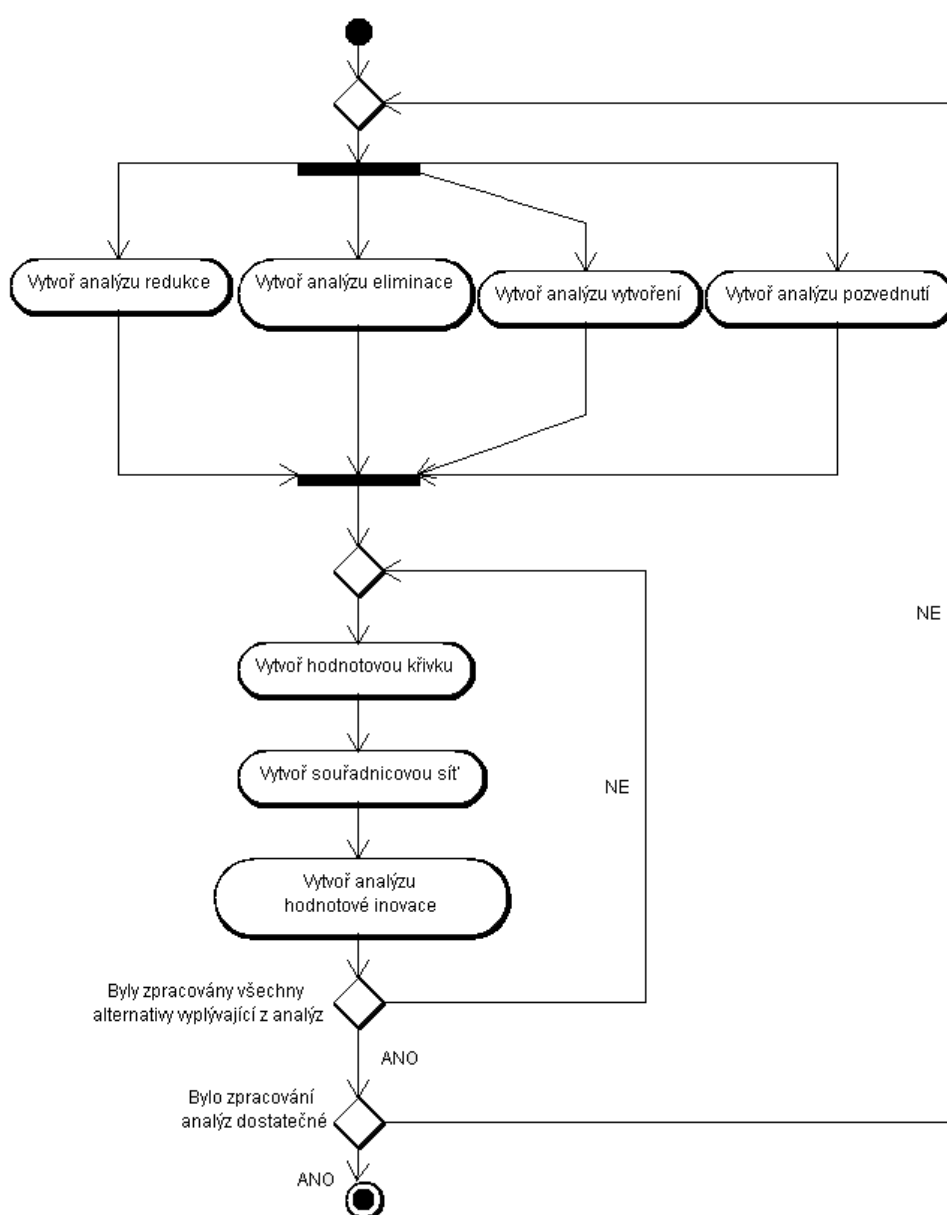 Vytvoř analýzu redukce
Vytvoř analýzu eliminace
Vytvoř analýzu vytvoření
Vytvoř analýzu pozvednutí
NE
Vytvoř hodnotovou křivku
Vytvoř souřadnicovou síť
NE
Vytvoř analýzu
hodnotové inovace
Byly zpracovány všechny
alternativy vyplývající z analýz
ANO
Bylo zpracování
analýz dostatečné
ANO